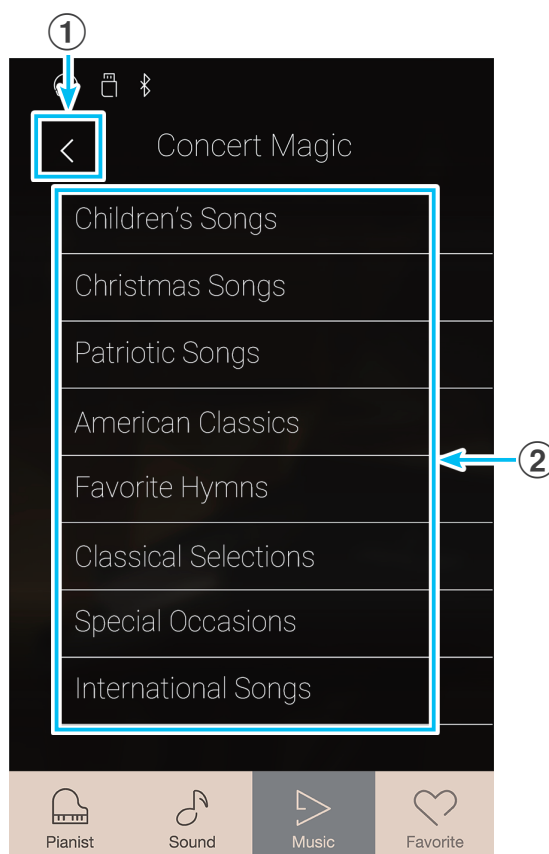 1
Concert Magic
Children's Songs
Christmas Songs
Patriotic Songs
American Classics
Favorite Hymns
2
Classical Selections
Special Occasions
International Songs
Pianist Sound Music Favorite